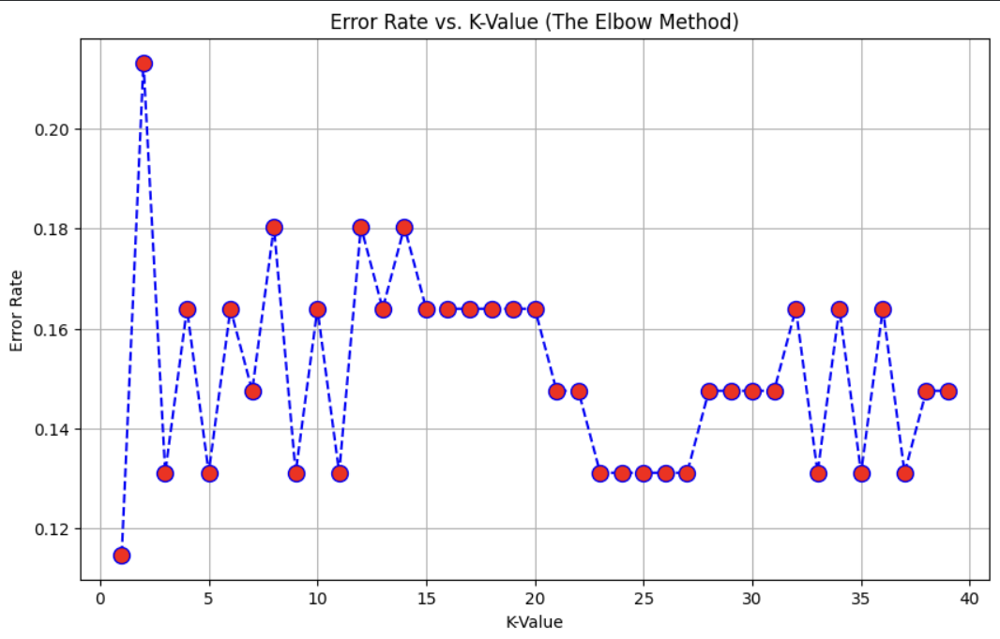 Error Rate vs. K-Value (The Elbow Method)
0.20
0.18
0.16
0.14
0.12
Error Rate
0 5 10 15 20 25 30 35 40
K-Value